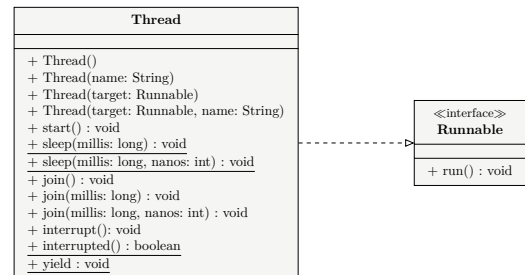 Thread
+ Thread()
+ Thread(name: String)
+ Thread(target: Runnable)
+ Thread(target: Runnable, name: String)
+ start() : void
+ sleep(millis: long) : void
+ sleep(millis: long, nanos: int) : void
+ join() : void
+ join(millis: long) : void
+ join(millis: long, nanos: int) : void
+ interrupt(): void
+ interrupted() : boolean
+ yield : void
≪interface≫
Runnable
+ run() : void